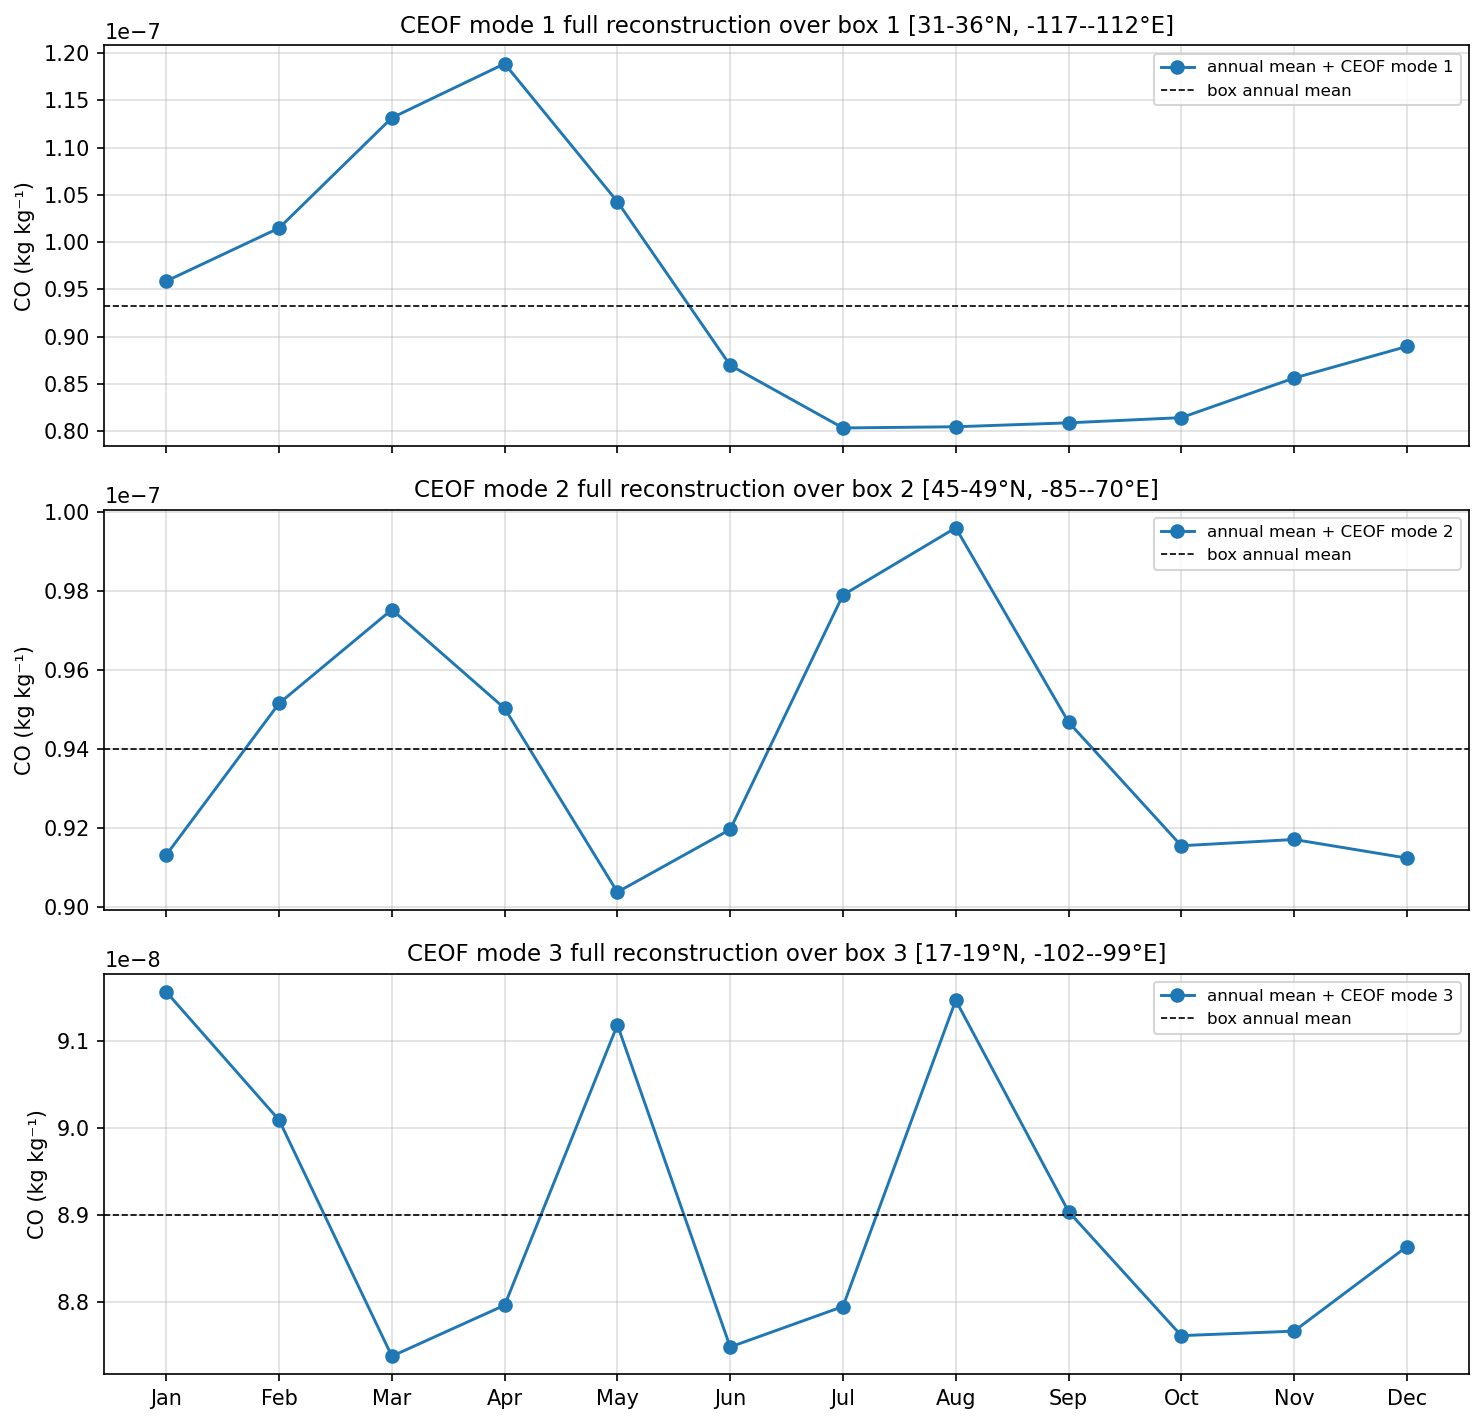 CEOF mode 1 full reconstruction over box 1 [31-36°N, -117--112°E]
1e−7
1.20
1.15
1.10
1.05
1.00
0.95
0.90
0.85
0.80
CO (kg kg⁻¹)
annual mean + CEOF mode 1
box annual mean
CEOF mode 2 full reconstruction over box 2 [45-49°N, -85--70°E]
1e−7
1.00
0.98
0.96
0.94
0.92
0.90
CO (kg kg⁻¹)
annual mean + CEOF mode 2
box annual mean
CEOF mode 3 full reconstruction over box 3 [17-19°N, -102--99°E]
1e−8
9.1
9.0
8.9
8.8
CO (kg kg⁻¹)
annual mean + CEOF mode 3
box annual mean
Jan Feb Mar Apr May Jun Jul Aug Sep Oct Nov Dec